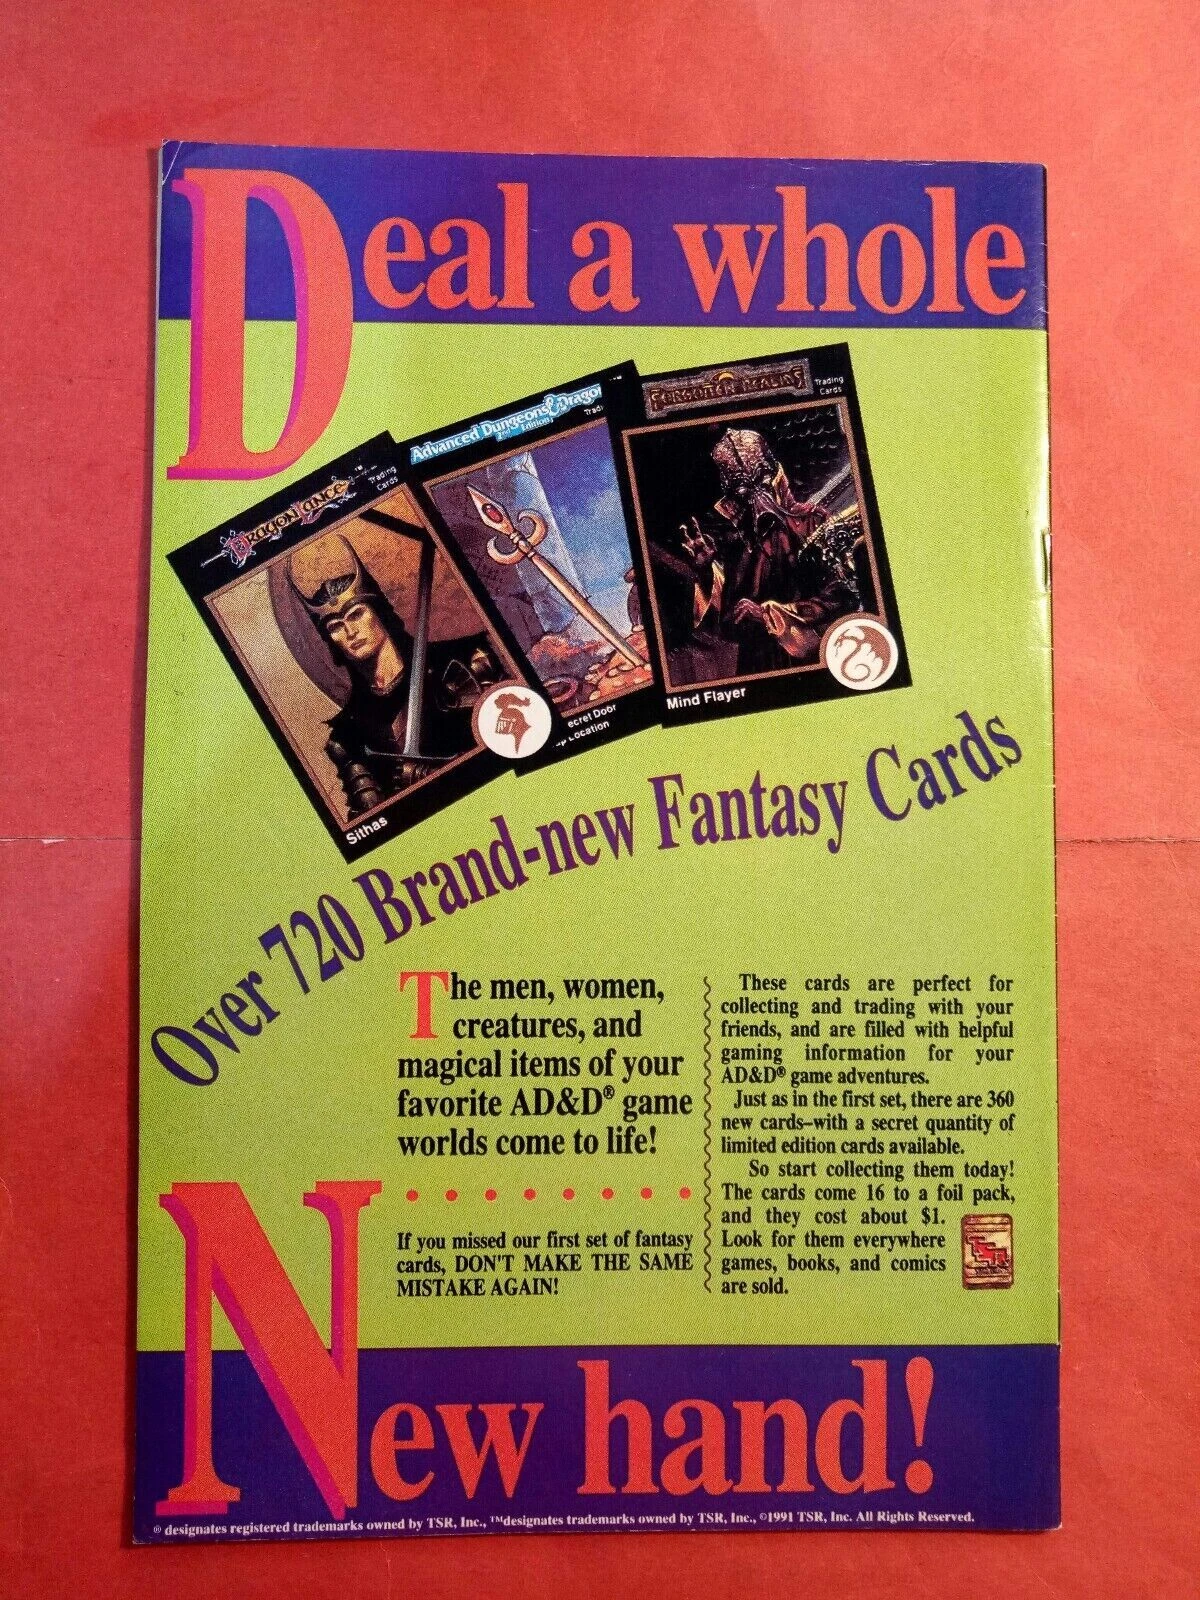 Deal a whole
DRAGONLANCE™
Trading
Cards
Sithas
Advanced Dungeons & Dragon
2nd Edition
Tradi
ecret Door
Location
FORGOTTEN REALMS
Trading
Cards
Mind Flayer
Over 720 Brand-new Fantasy Cards
The men, women,
creatures, and
magical items of your
favorite AD&D® game
worlds come to life!
If you missed our first set of fantasy
cards, DON'T MAKE THE SAME
MISTAKE AGAIN!
These cards are perfect for
collecting and trading with your
friends, and are filled with helpful
gaming information for your
AD&D® game adventures.
Just as in the first set, there are 360
new cards–with a secret quantity of
limited edition cards available.
So start collecting them today!
The cards come 16 to a foil pack,
and they cost about $1.
Look for them everywhere
games, books, and comics
are sold.
TSR
New hand!
® designates registered trademarks owned by TSR, Inc., ™designates trademarks owned by TSR, Inc., ©1991 TSR, Inc. All Rights Reserved.